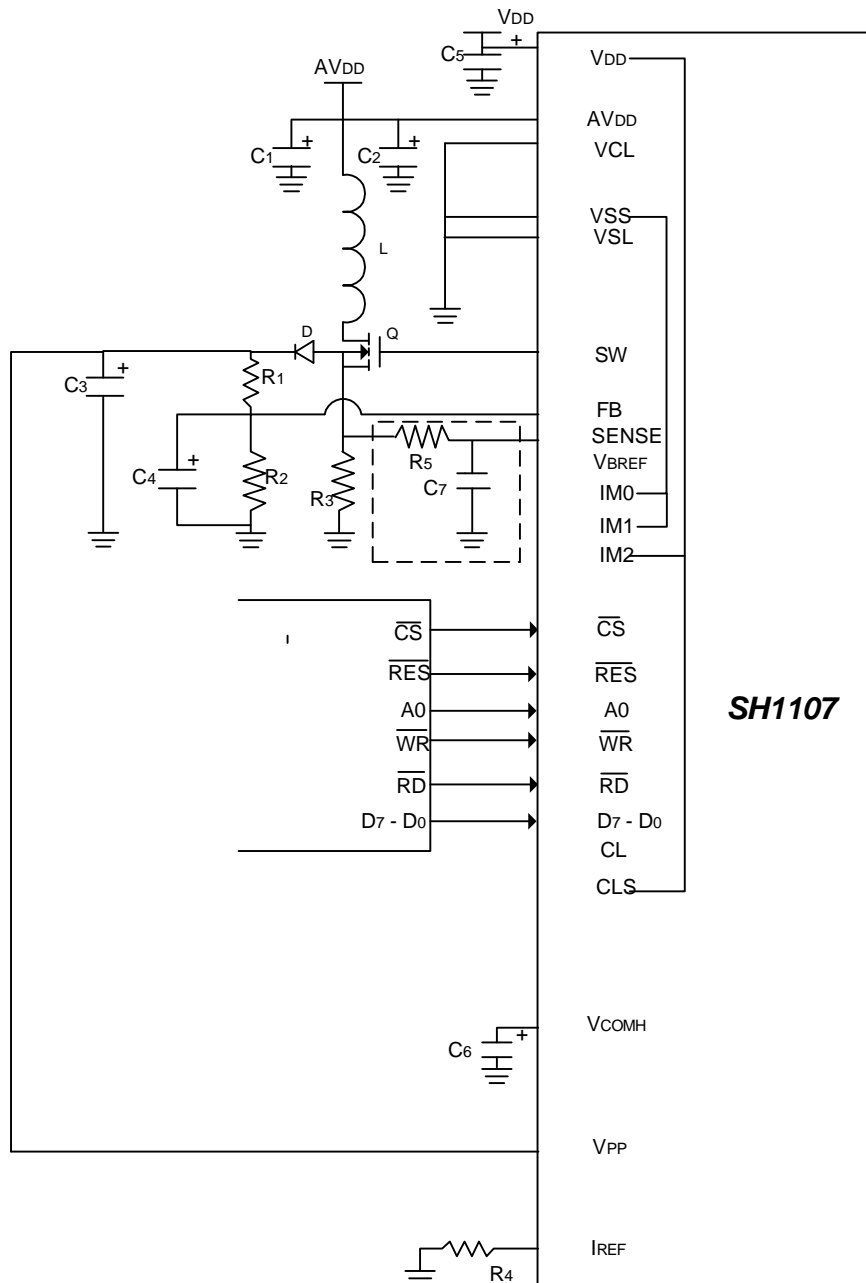 VDD
C5
+
VDD
AVDD
AVDD
C1
+
C2
+
VCL
VSS
VSL
L
D
Q
SW
C3
+
R1
FB
SENSE
C4
+
R2
R3
R5
C7
VBREF
IM0
IM1
IM2
CS
CS
RES
RES
A0
A0
SH1107
WR
WR
RD
RD
D7 - D0
D7 - D0
CL
CLS
VCOMH
C6
+
VPP
IREF
R4